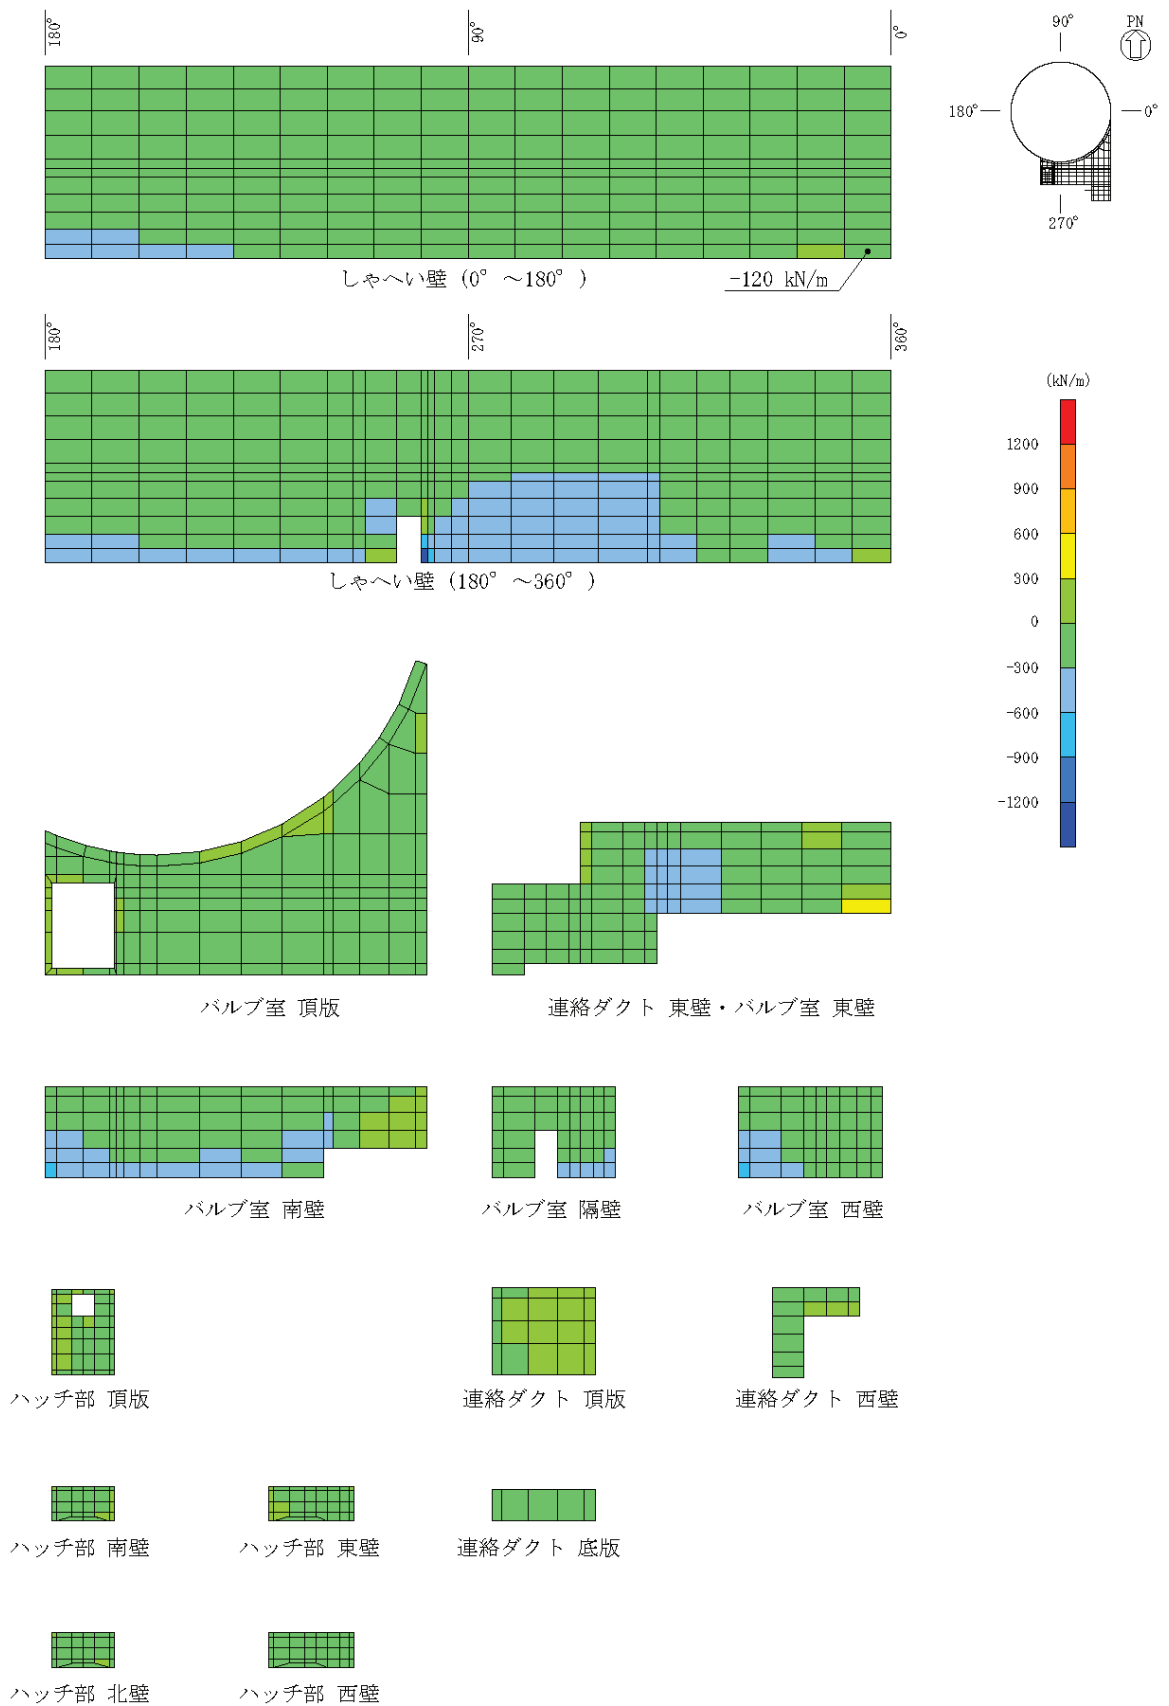 180°
90°
0°
90°
PN
180°
0°
270°
しゃへい壁 (0° ～180° )
-120 kN/m
180°
270°
360°
しゃへい壁 (180° ～360° )
(kN/m)
1200
900
600
300
0
-300
-600
-900
-1200
バルブ室 頂版
連絡ダクト 東壁・バルブ室 東壁
バルブ室 南壁
バルブ室 隔壁
バルブ室 西壁
ハッチ部 頂版
連絡ダクト 頂版
連絡ダクト 西壁
ハッチ部 南壁
ハッチ部 東壁
連絡ダクト 底版
ハッチ部 北壁
ハッチ部 西壁